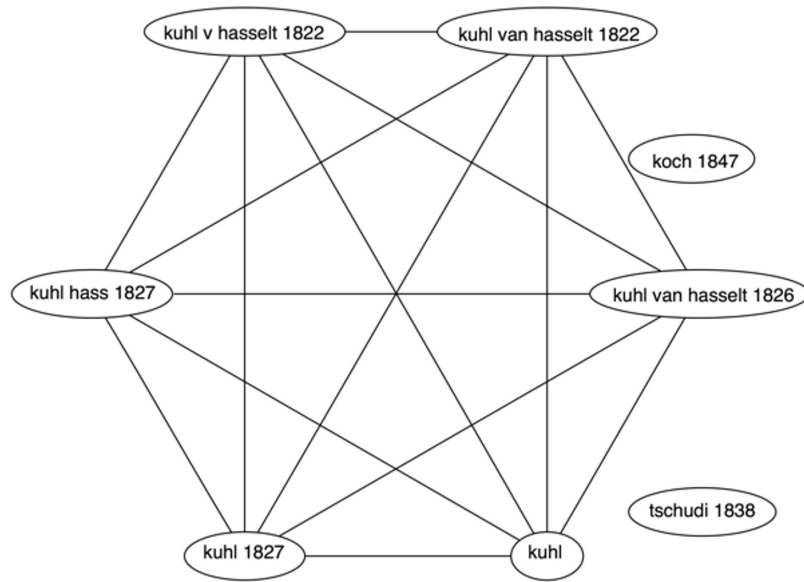 kuhl v hasselt 1822
kuhl van hasselt 1822
koch 1847
kuhl hass 1827
kuhl van hasselt 1826
tschudi 1838
kuhl 1827
kuhl